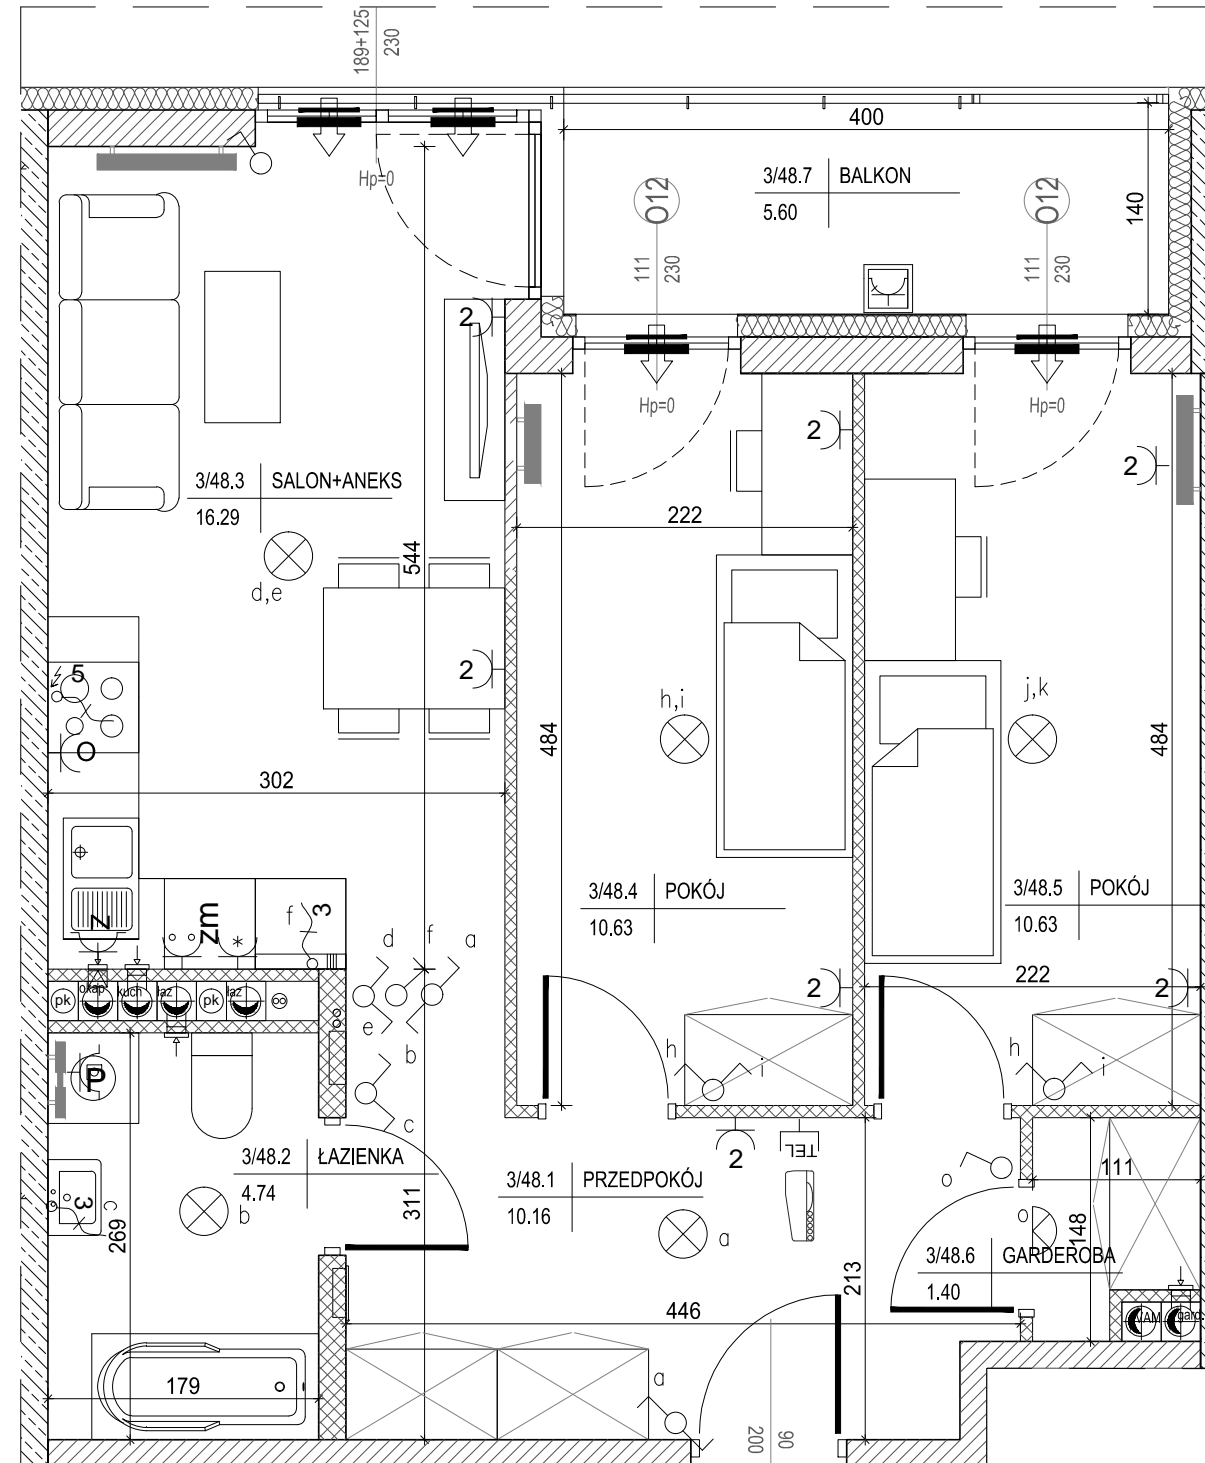 189+125
230
400
3/48.7 BALKON
5.60
O12
O12
140
111
230
111
230
Hp=0
2
Hp=0
Hp=0
2
2
3/48.3 SALON+ANEKS
16.29
222
544
d,e
5
2
h,i
j,k
O
484
484
302
3/48.4 POKÓJ
10.63
3/48.5 POKÓJ
10.63
z
zm
*
f
3
d
f
a
222
2
2
pk
okap
kuch
łaz
pk
łaz
e
b
h
i
h
i
P
c
3/48.2 ŁAZIENKA
4.74
b
2
TEL
3/48.1 PRZEDPOKÓJ
10.16
111
o
3
c
269
311
a
o
148
3/48.6 GARDEROBA
1.40
213
446
WAM
gard
179
a
90
200